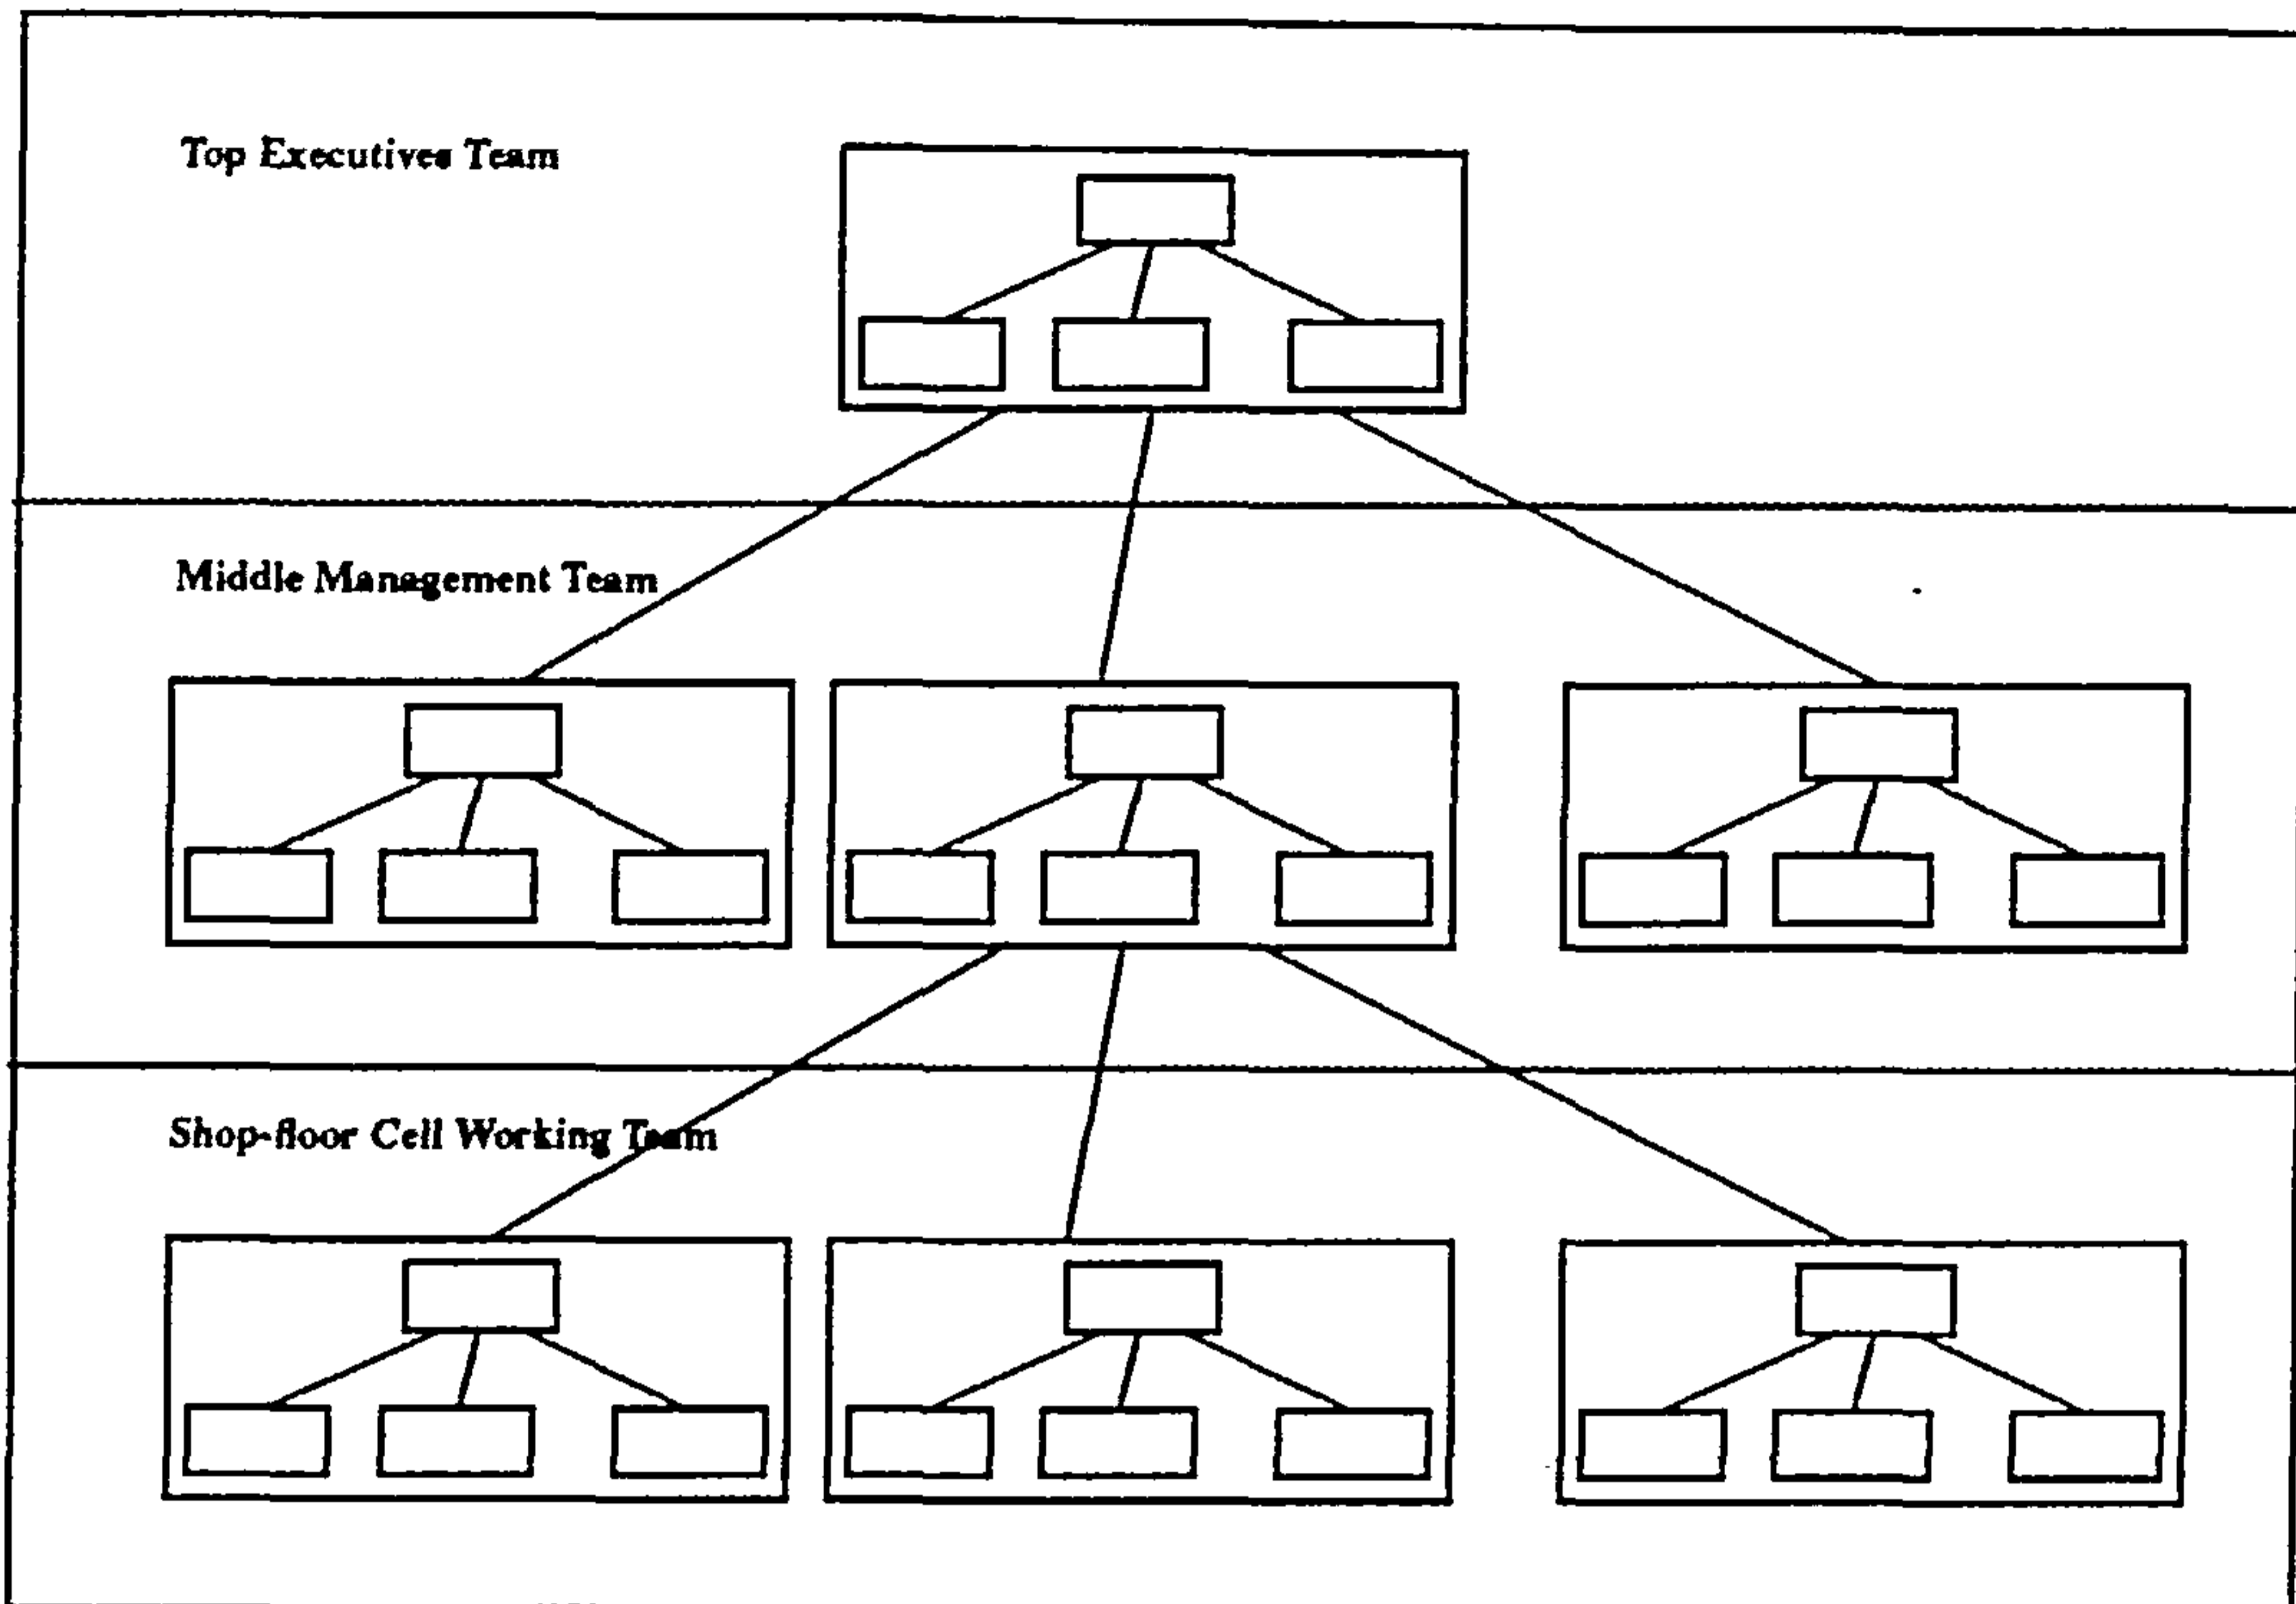 Top Executives Team
Middle Management Team
Shop-floor Cell Working Team